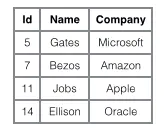 Id Name Company
5 Gates Microsoft
7 Bezos Amazon
11 Jobs Apple
14 Ellison Oracle